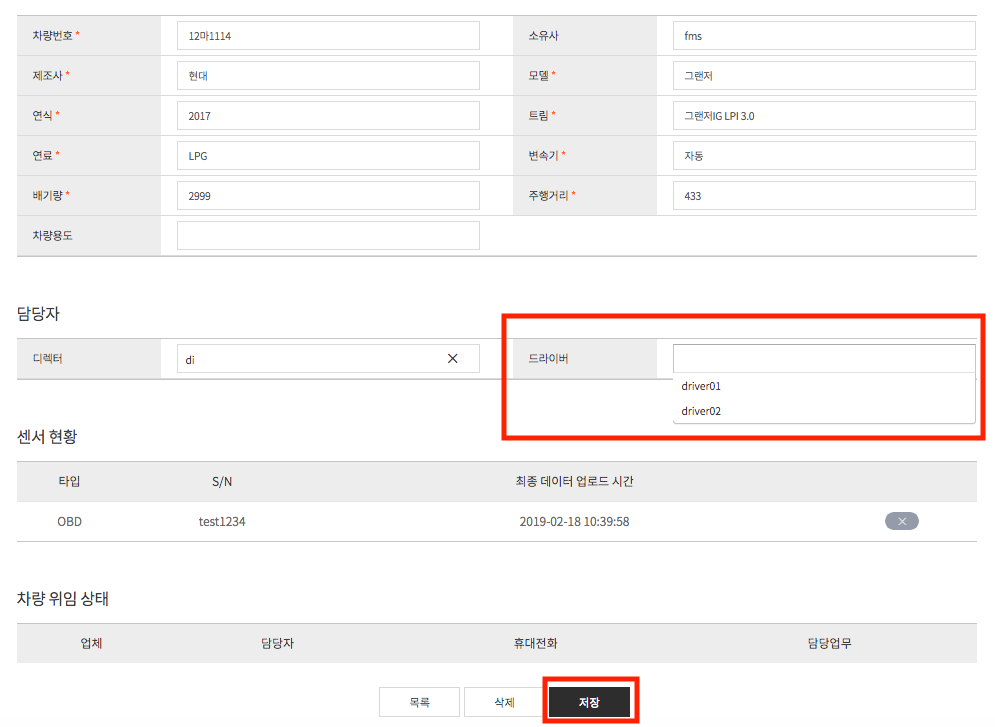 차량번호 * 12마1114 소유사 fms
제조사 * 현대 모델 * 그랜저
연식 * 2017 트림 * 그랜저IG LPI 3.0
연료 * LPG 변속기 * 자동
배기량 * 2999 주행거리 * 433
차량용도
담당자
디렉터 di 드라이버
driver01
driver02
센서 현황
타입 S/N 최종 데이터 업로드 시간
OBD test1234 2019-02-18 10:39:58
차량 위임 상태
업체 담당자 휴대전화 담당업무
목록 삭제 저장